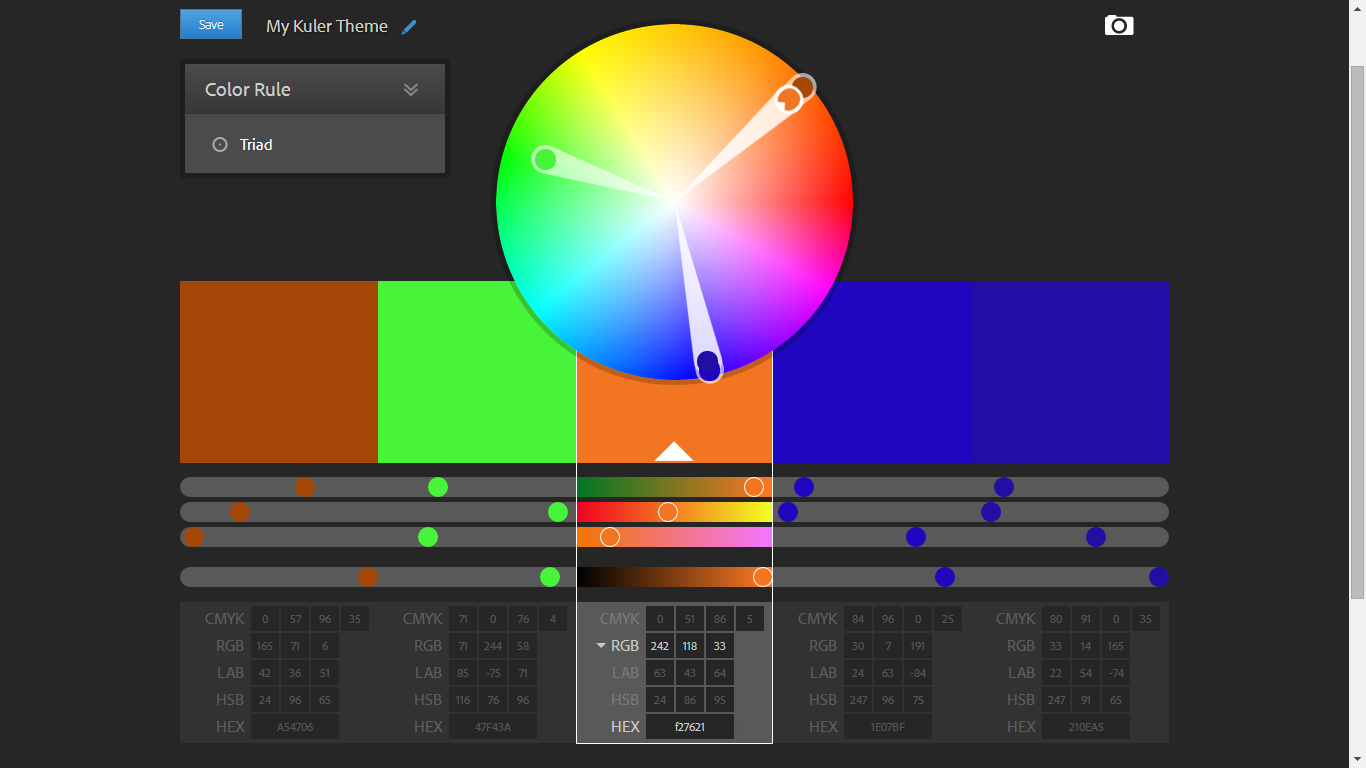 Save My Kuler Theme
Color Rule
Triad
CMYK 0 57 96 35 CMYK 71 0 76 4 CMYK 0 51 86 5 CMYK 84 96 0 25 CMYK 80 91 0 35
RGB 165 71 6 RGB 71 244 58 RGB 242 118 33 RGB 30 7 191 RGB 33 14 165
LAB 42 36 51 LAB 85 -75 71 LAB 63 43 64 LAB 24 63 -84 LAB 22 54 -74
HSB 24 96 65 HSB 116 76 96 HSB 24 86 95 HSB 247 96 75 HSB 247 91 65
HEX A54706 HEX 47F43A HEX f27621 HEX 1E07BF HEX 210EA5